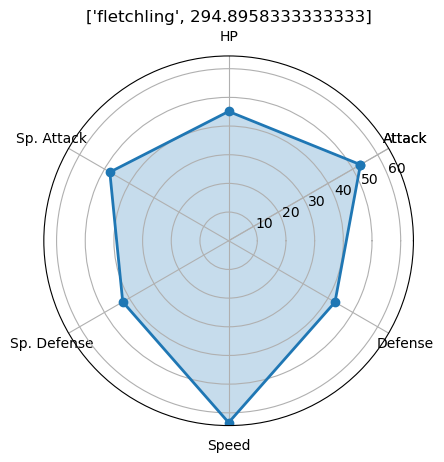 ['fletchling', 294.8958333333333]
HP
Sp. Attack
Attack
60
50
40
30
20
10
Sp. Defense
Defense
Speed